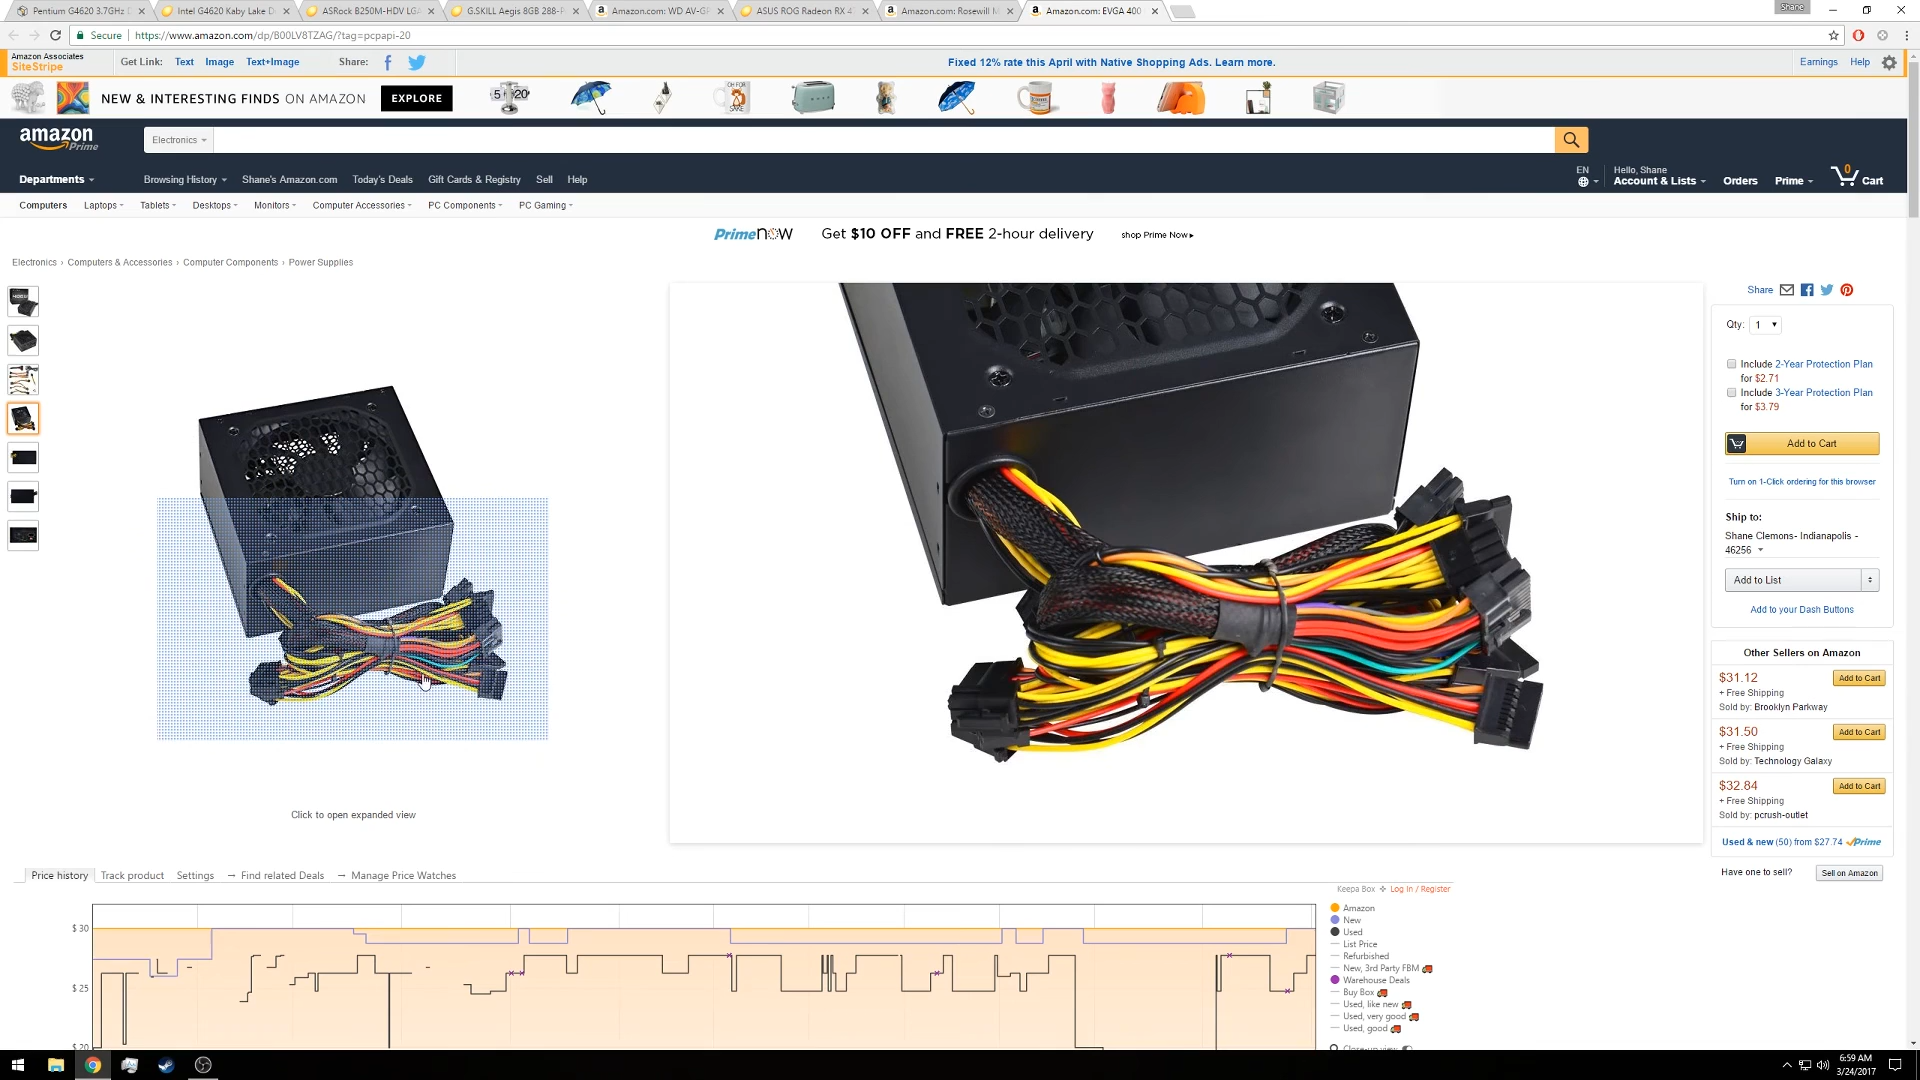 Pentium G4620 3.7GHz D
Intel G4620 Kaby Lake D
ASRock B250M-HDV LGA
G.SKILL Aegis 8GB 288-P
Amazon.com: WD AV-GP
ASUS ROG Radeon RX 4
Amazon.com: Rosewill M
Amazon.com: EVGA 400
Shane
Secure
https://www.amazon.com/dp/B00LV8TZAG/?tag=pcpapi-20
Amazon Associates
SiteStripe
Get Link: Text Image Text+Image Share:
Fixed 12% rate this April with Native Shopping Ads. Learn more.
Earnings Help
NEW & INTERESTING FINDS ON AMAZON EXPLORE
amazon
Prime
Electronics
Departments
Browsing History Shane's Amazon.com Today's Deals Gift Cards & Registry Sell Help
EN
Hello, Shane
Account & Lists
Orders
Prime
0
Cart
Computers Laptops Tablets Desktops Monitors Computer Accessories PC Components PC Gaming
PrimeNOW Get $10 OFF and FREE 2-hour delivery shop Prime Now
Electronics › Computers & Accessories › Computer Components › Power Supplies
Click to open expanded view
Share
Qty: 1
Include 2-Year Protection Plan
for $2.71
Include 3-Year Protection Plan
for $3.79
Add to Cart
Turn on 1-Click ordering for this browser
Ship to:
Shane Clemons- Indianapolis -
46256
Add to List
Add to your Dash Buttons
Other Sellers on Amazon
$31.12 Add to Cart
+ Free Shipping
Sold by: Brooklyn Parkway
$31.50 Add to Cart
+ Free Shipping
Sold by: Technology Galaxy
$32.84 Add to Cart
+ Free Shipping
Sold by: pcrush-outlet
Used & new (50) from $27.74 Prime
Have one to sell? Sell on Amazon
Price history Track product Settings → Find related Deals → Manage Price Watches
Keepa Box Log In / Register
$ 30
$ 25
$ 20
Amazon
New
Used
List Price
Refurbished
New, 3rd Party FBM
Warehouse Deals
Buy Box
Used, like new
Used, very good
Used, good
Close-up view
6:59 AM
3/24/2017